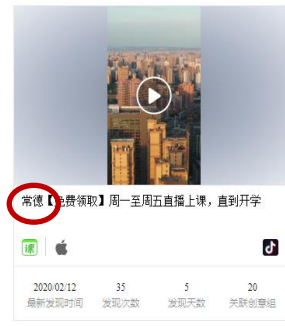 常德【免费领取】周一至周五直播上课，直到开学
课
2020/02/12 35 5 20
最新发现时间 发现次数 发现天数 关联创意组